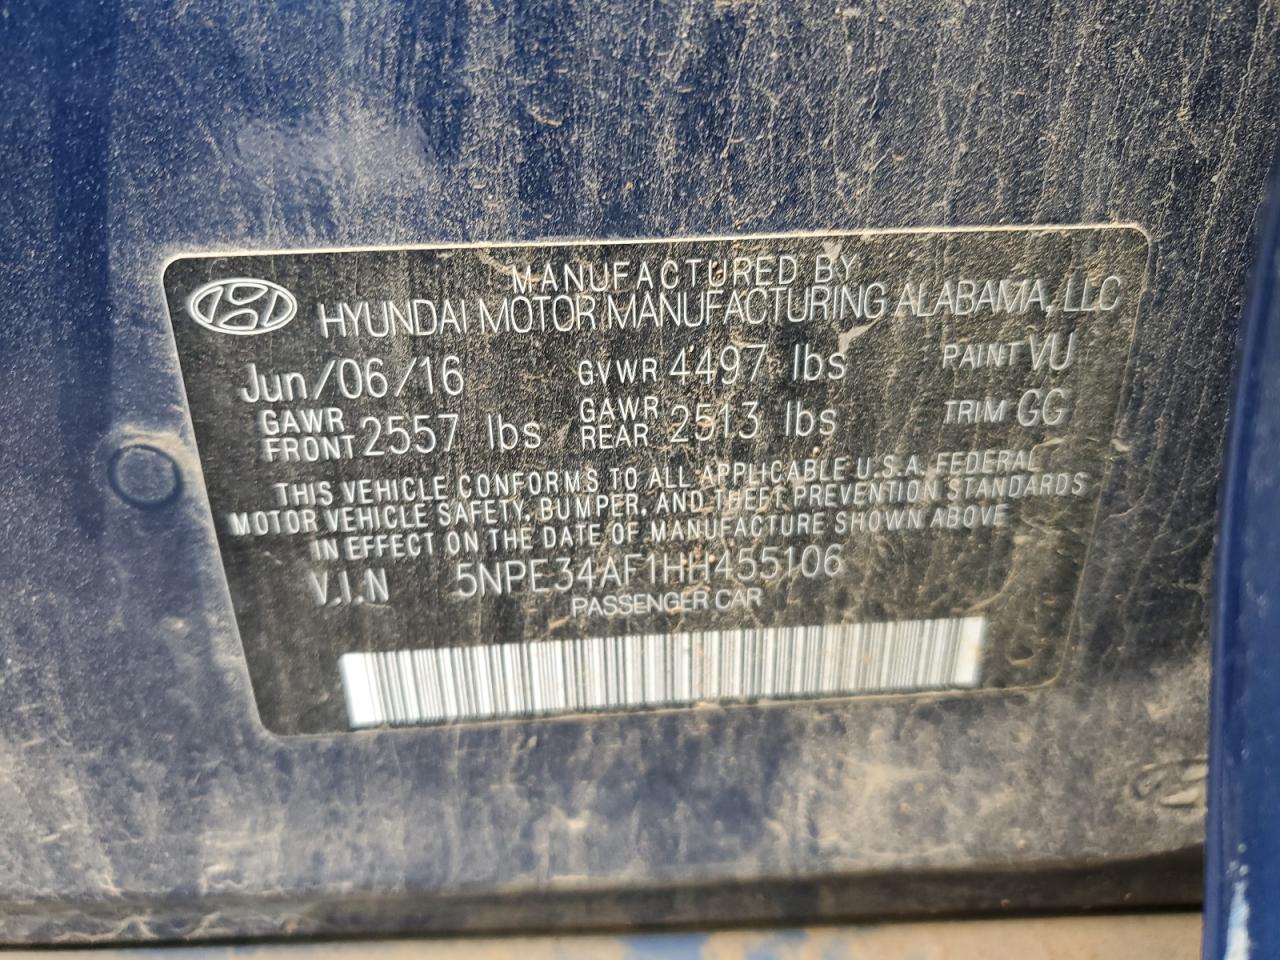 MANUFACTURED BY
HYUNDAI MOTOR MANUFACTURING ALABAMA, LLC
Jun/06/16 GVWR 4497 lbs PAINT VU
GAWR FRONT 2557 lbs GAWR REAR 2513 lbs TRIM GG
THIS VEHICLE CONFORMS TO ALL APPLICABLE U.S.A. FEDERAL
MOTOR VEHICLE SAFETY, BUMPER, AND THEFT PREVENTION STANDARDS
IN EFFECT ON THE DATE OF MANUFACTURE SHOWN ABOVE
V.I.N 5NPE34AF1HH455106
PASSENGER CAR